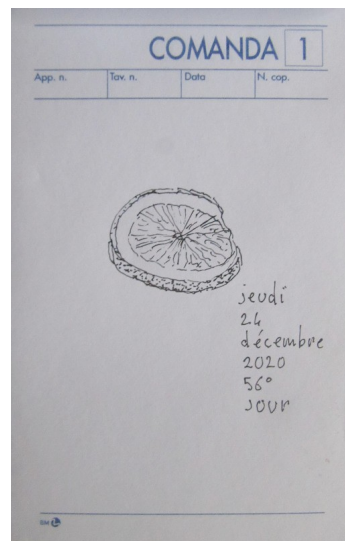 COMANDA 1
App. n. Tav. n. Data N. cop.
jeudi
24
décembre
2020
56°
jour